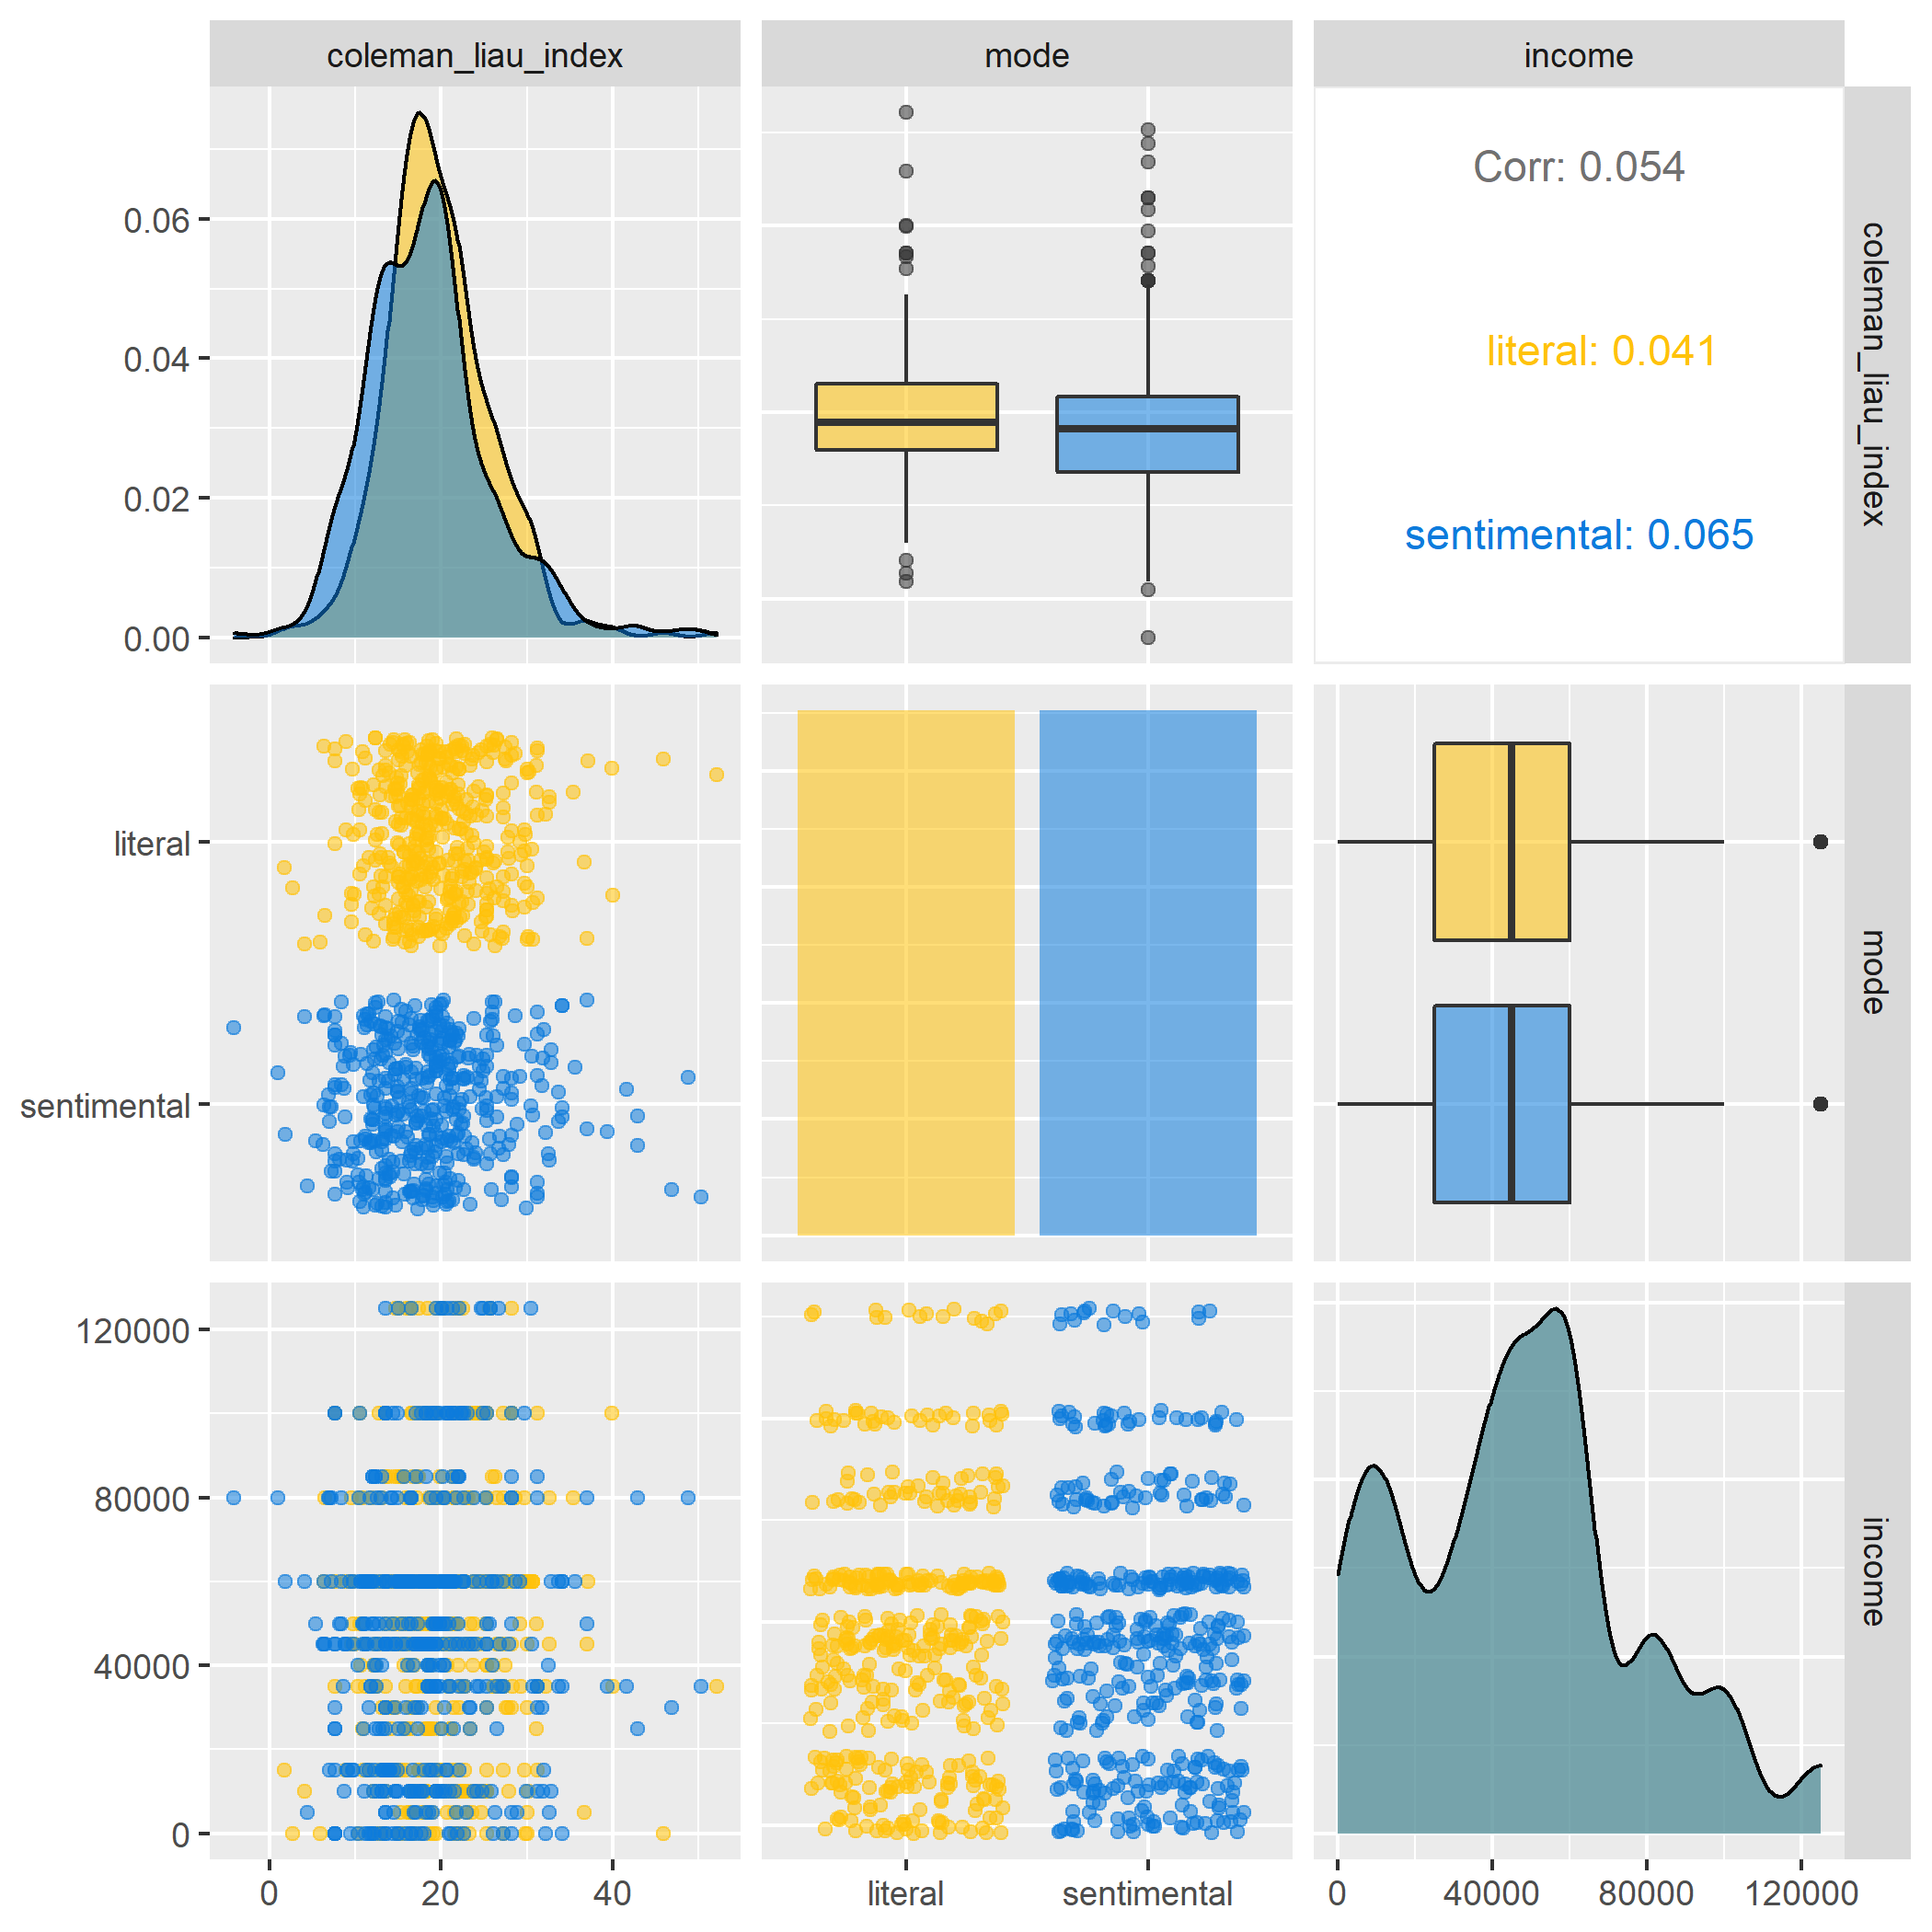 coleman_liau_index
mode
income
0.06
0.04
0.02
0.00
Corr: 0.054
literal: 0.041
sentimental: 0.065
coleman_liau_index
literal
sentimental
mode
120000
80000
40000
0
income
0 20 40
literal sentimental
0 40000 80000 120000